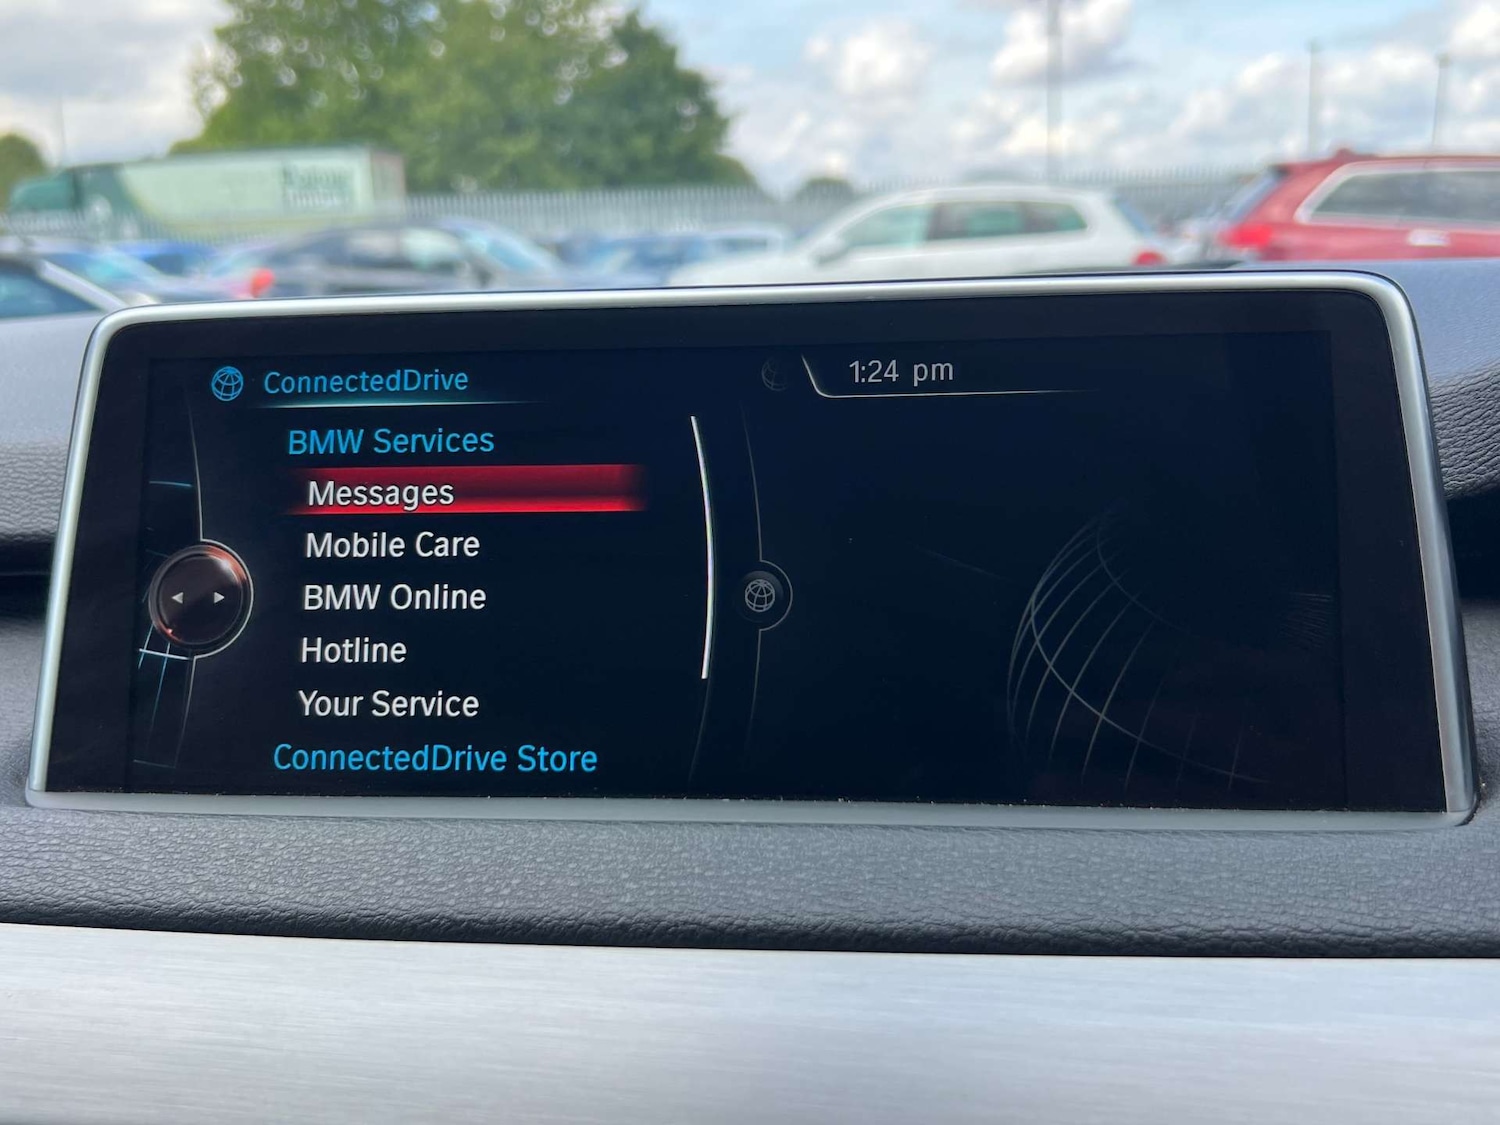 ConnectedDrive
1:24 pm
BMW Services
Messages
Mobile Care
BMW Online
Hotline
Your Service
ConnectedDrive Store